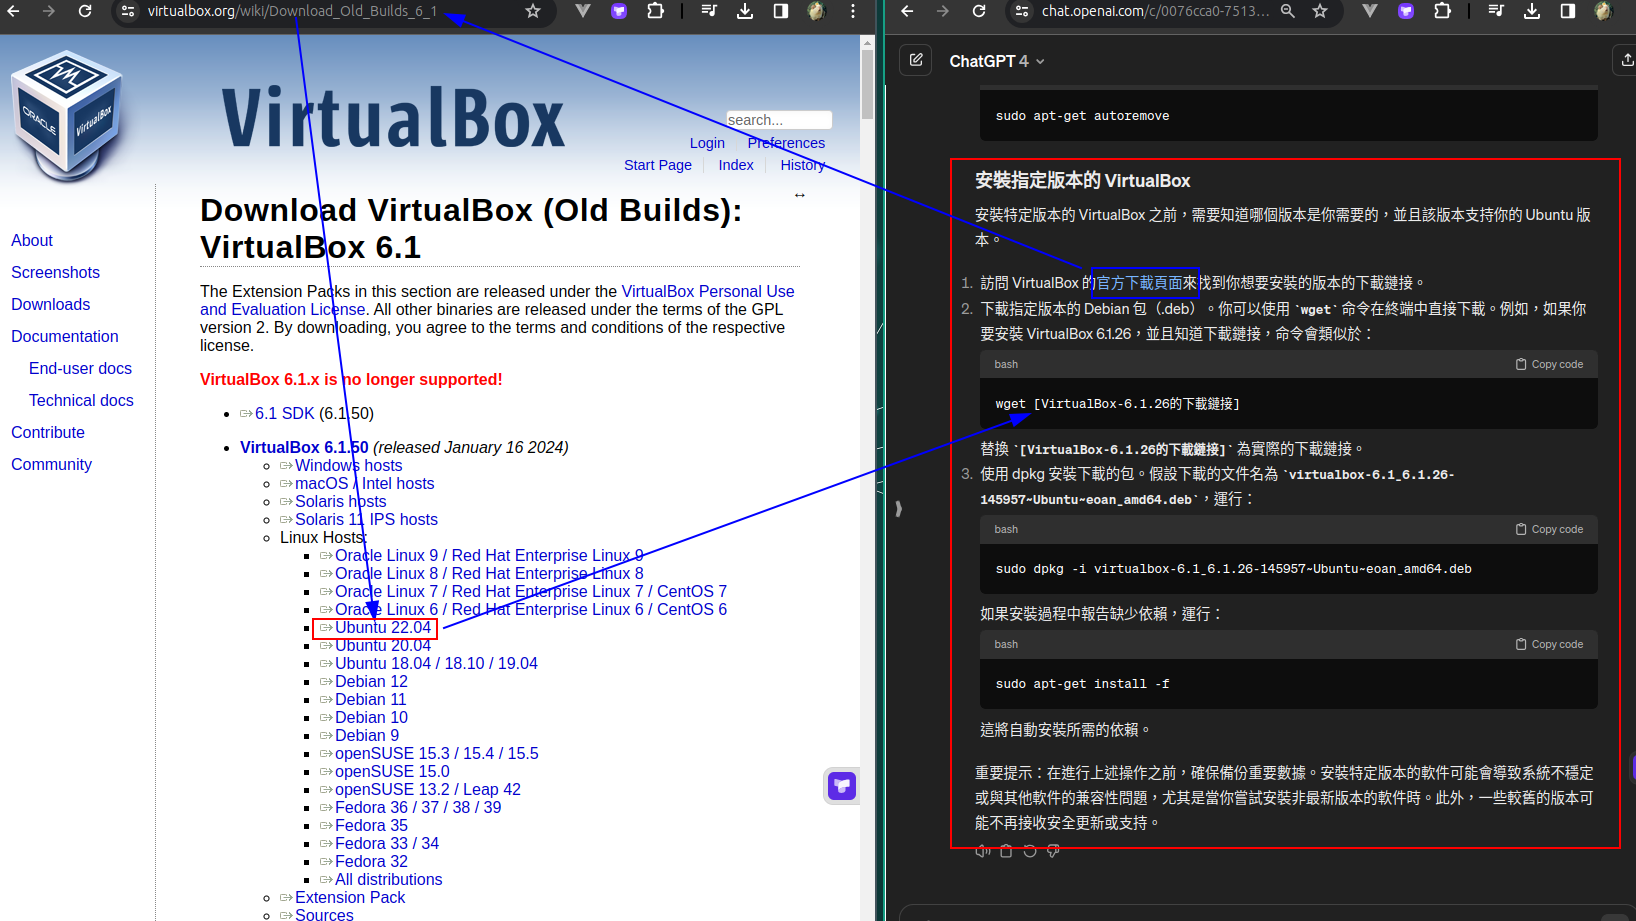 virtualbox.org/wiki/Download_Old_Builds_6_1
VirtualBox
ORACLE
VirtualBox
search...
Login
Preferences
Start Page
Index
History
About
Screenshots
Downloads
Documentation
End-user docs
Technical docs
Contribute
Community
Download VirtualBox (Old Builds):
VirtualBox 6.1
The Extension Packs in this section are released under the VirtualBox Personal Use
and Evaluation License. All other binaries are released under the terms of the GPL
version 2. By downloading, you agree to the terms and conditions of the respective
license.
VirtualBox 6.1.x is no longer supported!
6.1 SDK (6.1.50)
VirtualBox 6.1.50 (released January 16 2024)
Windows hosts
macOS / Intel hosts
Solaris hosts
Solaris 11 IPS hosts
Linux Hosts:
Oracle Linux 9 / Red Hat Enterprise Linux 9
Oracle Linux 8 / Red Hat Enterprise Linux 8
Oracle Linux 7 / Red Hat Enterprise Linux 7 / CentOS 7
Oracle Linux 6 / Red Hat Enterprise Linux 6 / CentOS 6
Ubuntu 22.04
Ubuntu 20.04
Ubuntu 18.04 / 18.10 / 19.04
Debian 12
Debian 11
Debian 10
Debian 9
openSUSE 15.3 / 15.4 / 15.5
openSUSE 15.0
openSUSE 13.2 / Leap 42
Fedora 36 / 37 / 38 / 39
Fedora 35
Fedora 33 / 34
Fedora 32
All distributions
Extension Pack
Sources
chat.openai.com/c/0076cca0-7513...
ChatGPT 4
sudo apt-get autoremove
安裝指定版本的 VirtualBox
安裝特定版本的 VirtualBox 之前，需要知道哪個版本是你需要的，並且該版本支持你的 Ubuntu 版
本。
1. 訪問 VirtualBox 的官方下載頁面來找到你想要安裝的版本的下載鏈接。
2. 下載指定版本的 Debian 包（.deb）。你可以使用 `wget` 命令在終端中直接下載。例如，如果你
要安裝 VirtualBox 6.1.26，並且知道下載鏈接，命令會類似於：
bash
Copy code
wget [VirtualBox-6.1.26的下載鏈接]
替換 `[VirtualBox-6.1.26的下載鏈接]` 為實際的下載鏈接。
3. 使用 dpkg 安裝下載的包。假設下載的文件名為 `virtualbox-6.1_6.1.26-
145957~Ubuntu~eoan_amd64.deb`，運行：
bash
Copy code
sudo dpkg -i virtualbox-6.1_6.1.26-145957~Ubuntu~eoan_amd64.deb
如果安裝過程中報告缺少依賴，運行：
bash
Copy code
sudo apt-get install -f
這將自動安裝所需的依賴。
重要提示：在進行上述操作之前，確保備份重要數據。安裝特定版本的軟件可能會導致系統不穩定
或與其他軟件的兼容性問題，尤其是當你嘗試安裝非最新版本的軟件時。此外，一些較舊的版本可
能不再接收安全更新或支持。